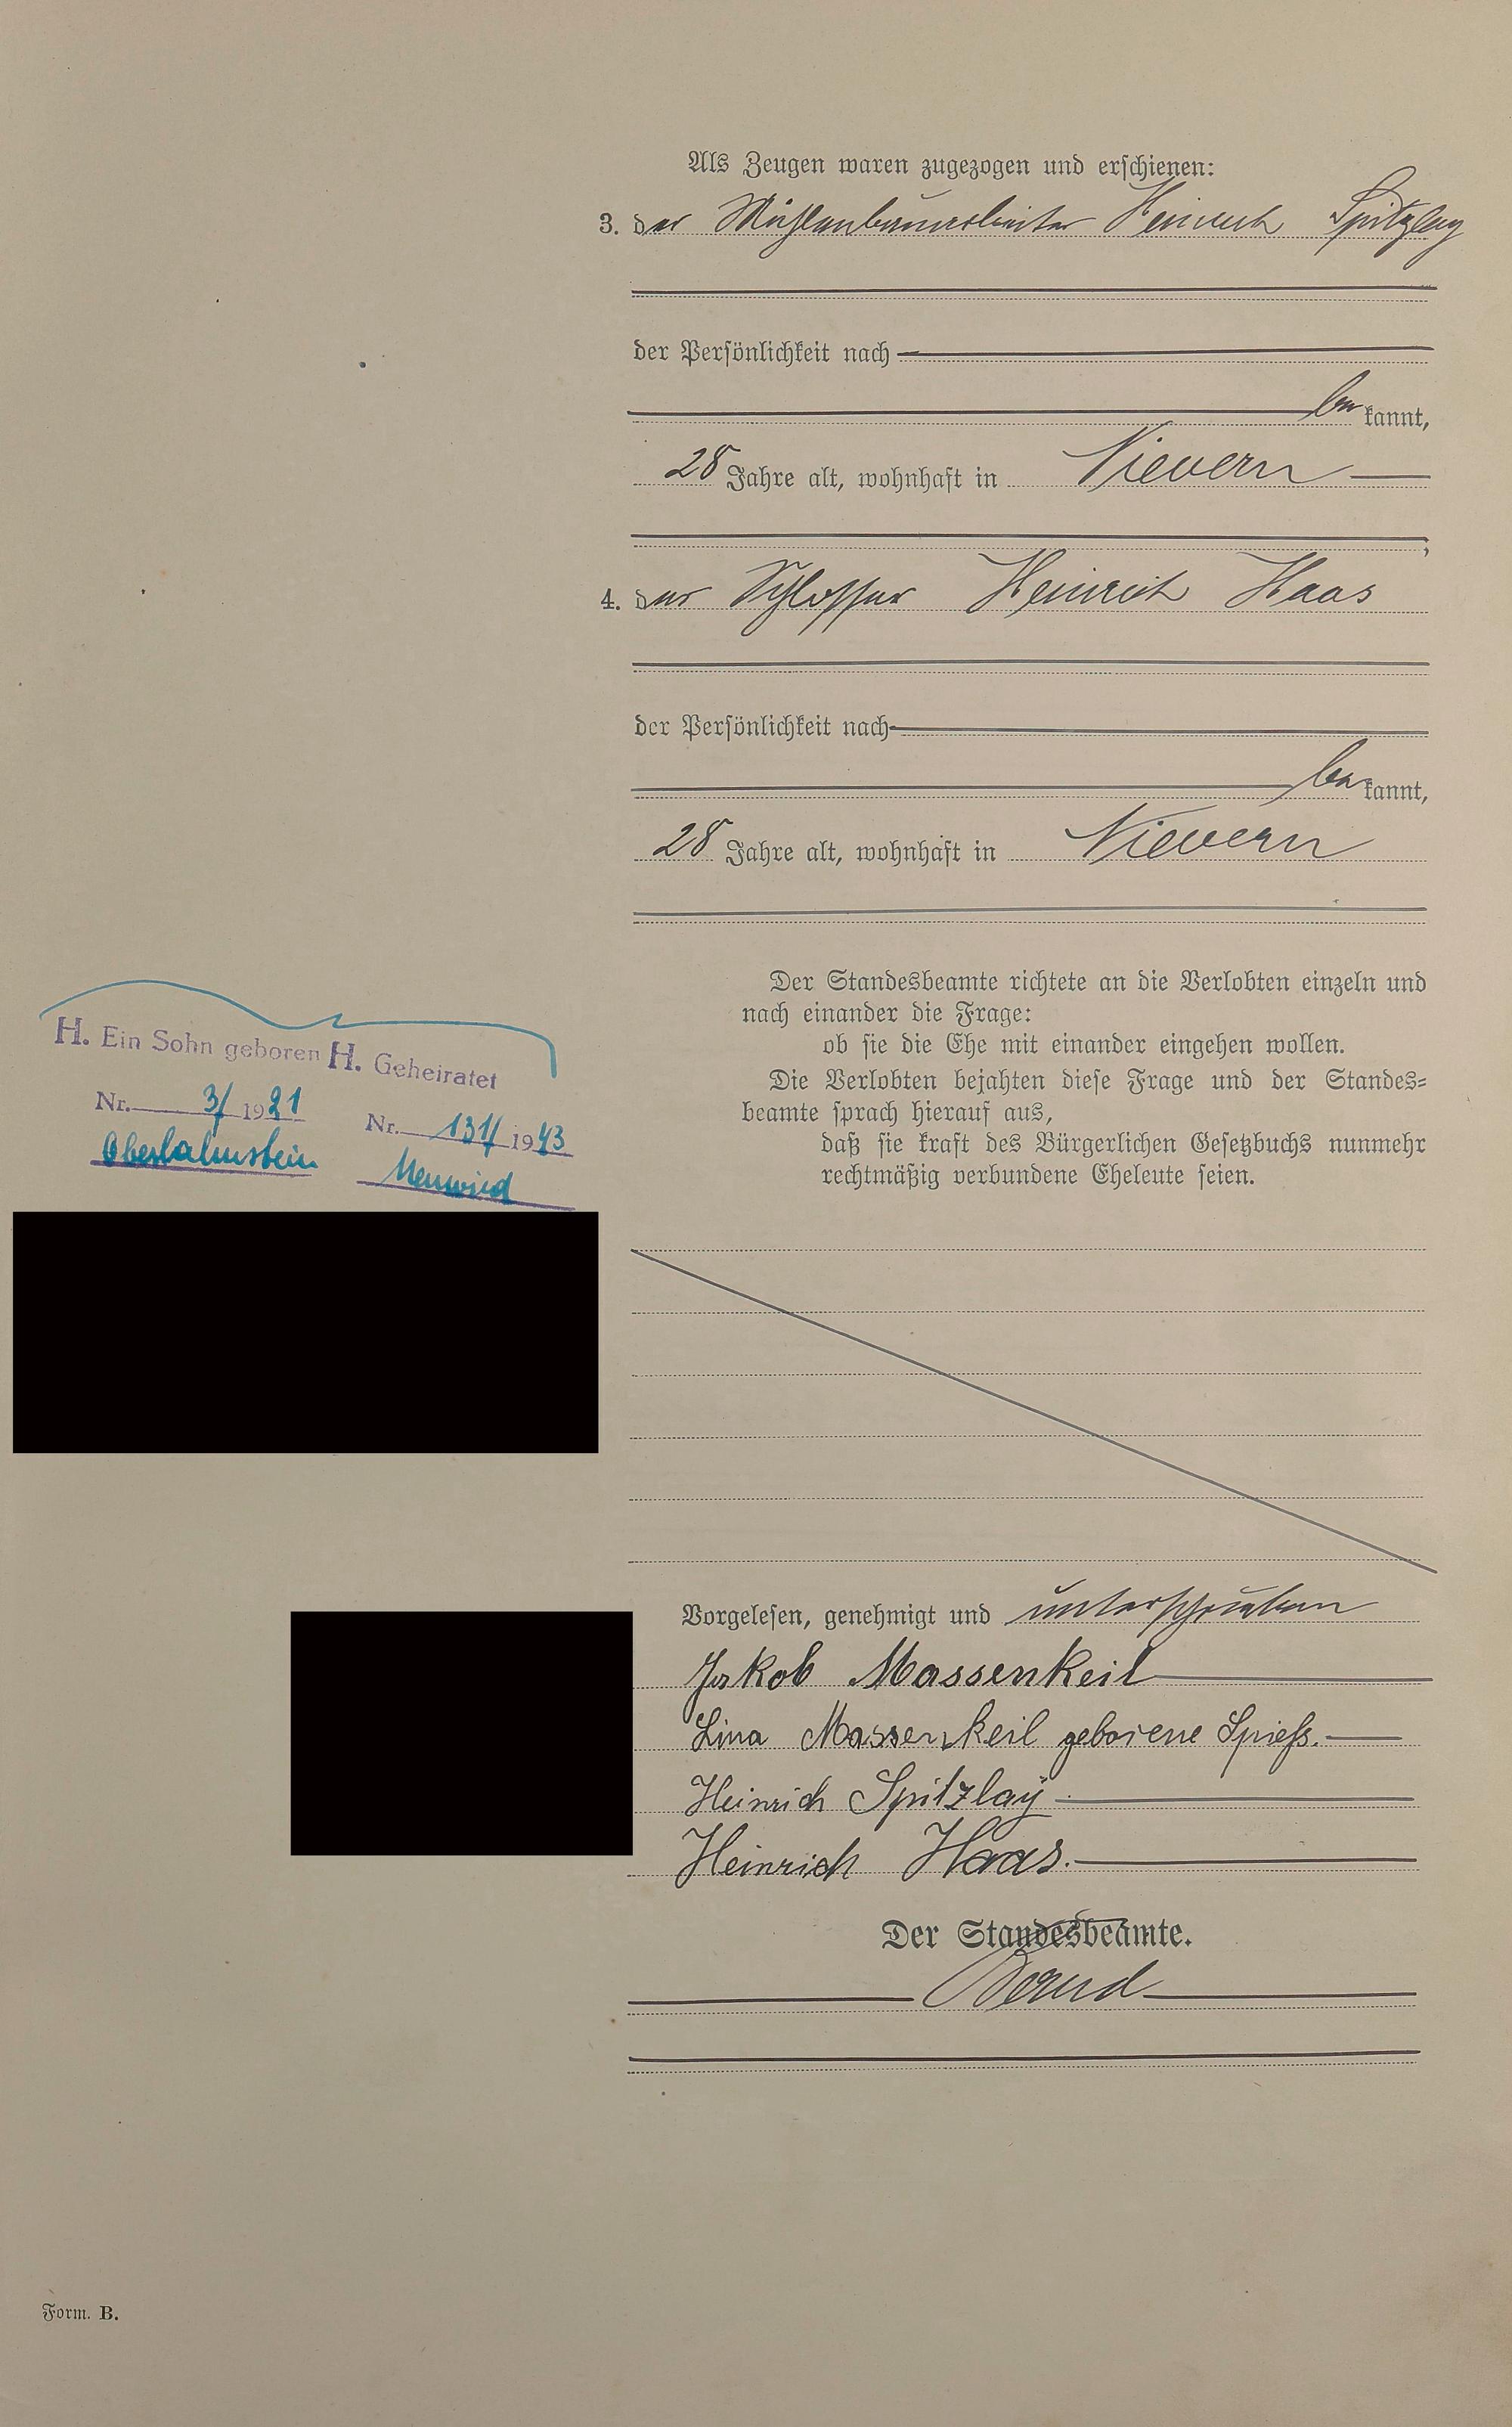 Als Zeugen waren zugezogen und erschienen:
3. der Mühlenbauarbeiter Heinrich Spitzley
der Persönlichkeit nach
be kannt,
28 Jahre alt, wohnhaft in Nievern
;
4. der Schlosser Heinrich Haas
der Persönlichkeit nach
be kannt,
28 Jahre alt, wohnhaft in Nievern
Der Standesbeamte richtete an die Verlobten einzeln und
nach einander die Frage:
ob sie die Ehe mit einander eingehen wollen.
Die Verlobten bejahten diese Frage und der Standes-
beamte sprach hierauf aus,
daß sie kraft des Bürgerlichen Gesetzbuchs nunmehr
rechtmäßig verbundene Eheleute seien.
H. Ein Sohn geboren
Nr. 3/ 1921
Oberlahnstein
H. Geheiratet
Nr. 131/ 1943
Neuwied
Vorgelesen, genehmigt und unterschrieben
Jakob Massenkeil
Lina Massenkeil geborene Spieß.
Heinrich Spitzlay
Heinrich Haas.
Der Standesbeamte.
Form. B.